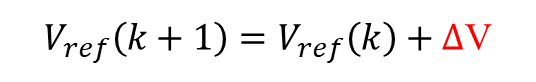 V_ref(k + 1) = V_ref(k) + ΔV